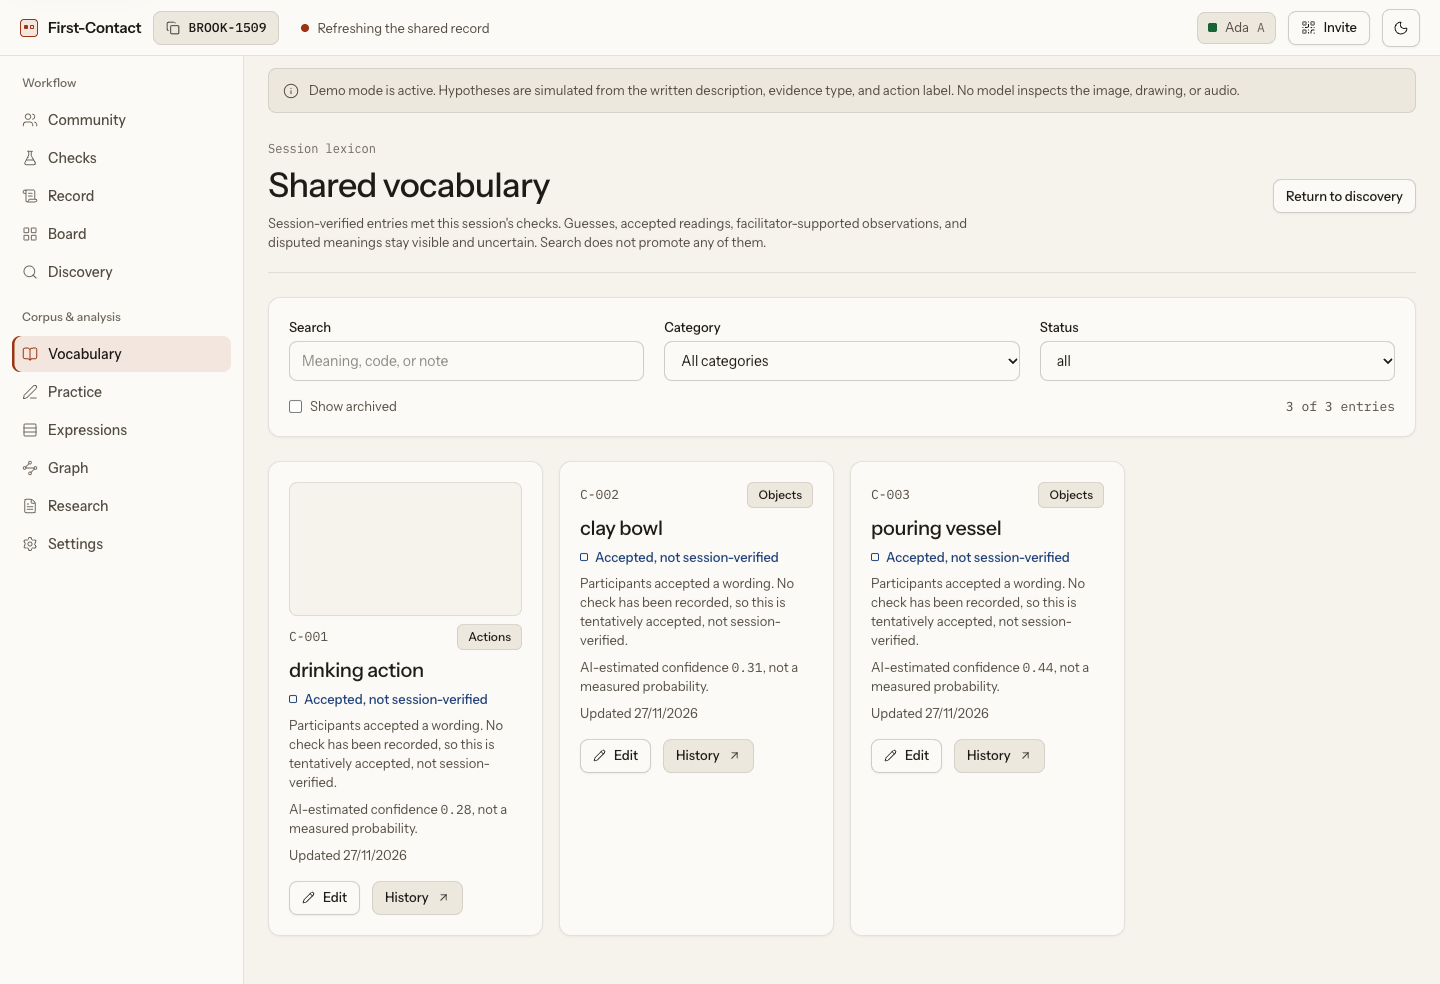 First-Contact
BROOK-1509
Refreshing the shared record
Ada A
Invite
Workflow
Community
Checks
Record
Board
Discovery
Corpus & analysis
Vocabulary
Practice
Expressions
Graph
Research
Settings
Demo mode is active. Hypotheses are simulated from the written description, evidence type, and action label. No model inspects the image, drawing, or audio.
Session lexicon
Shared vocabulary
Session-verified entries met this session's checks. Guesses, accepted readings, facilitator-supported observations, and
disputed meanings stay visible and uncertain. Search does not promote any of them.
Return to discovery
Search
Meaning, code, or note
Category
All categories
Status
all
Show archived
3 of 3 entries
C-001
Actions
drinking action
Accepted, not session-verified
Participants accepted a wording. No
check has been recorded, so this is
tentatively accepted, not session-
verified.
AI-estimated confidence 0.28, not a
measured probability.
Updated 27/11/2026
Edit
History
C-002
Objects
clay bowl
Accepted, not session-verified
Participants accepted a wording. No
check has been recorded, so this is
tentatively accepted, not session-
verified.
AI-estimated confidence 0.31, not a
measured probability.
Updated 27/11/2026
Edit
History
C-003
Objects
pouring vessel
Accepted, not session-verified
Participants accepted a wording. No
check has been recorded, so this is
tentatively accepted, not session-
verified.
AI-estimated confidence 0.44, not a
measured probability.
Updated 27/11/2026
Edit
History